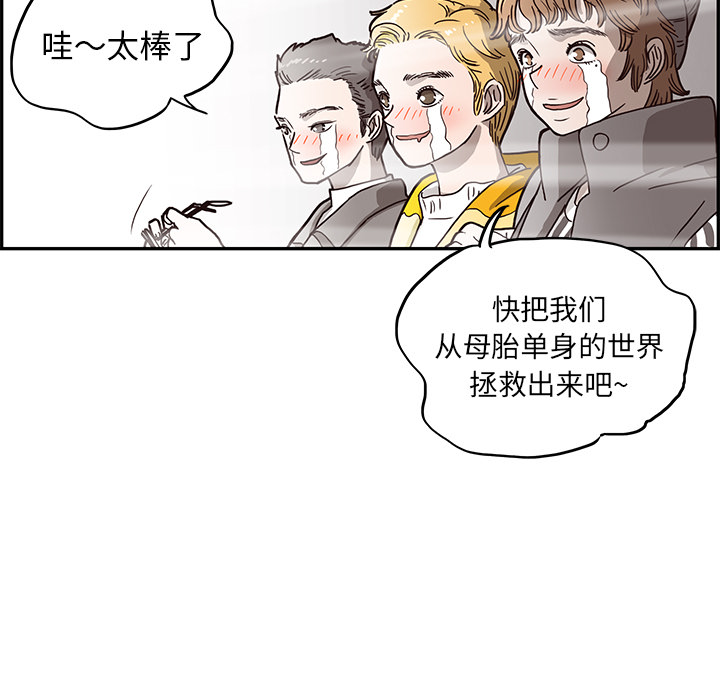 哇～太棒了
快把我们
从母胎单身的世界
拯救出来吧~